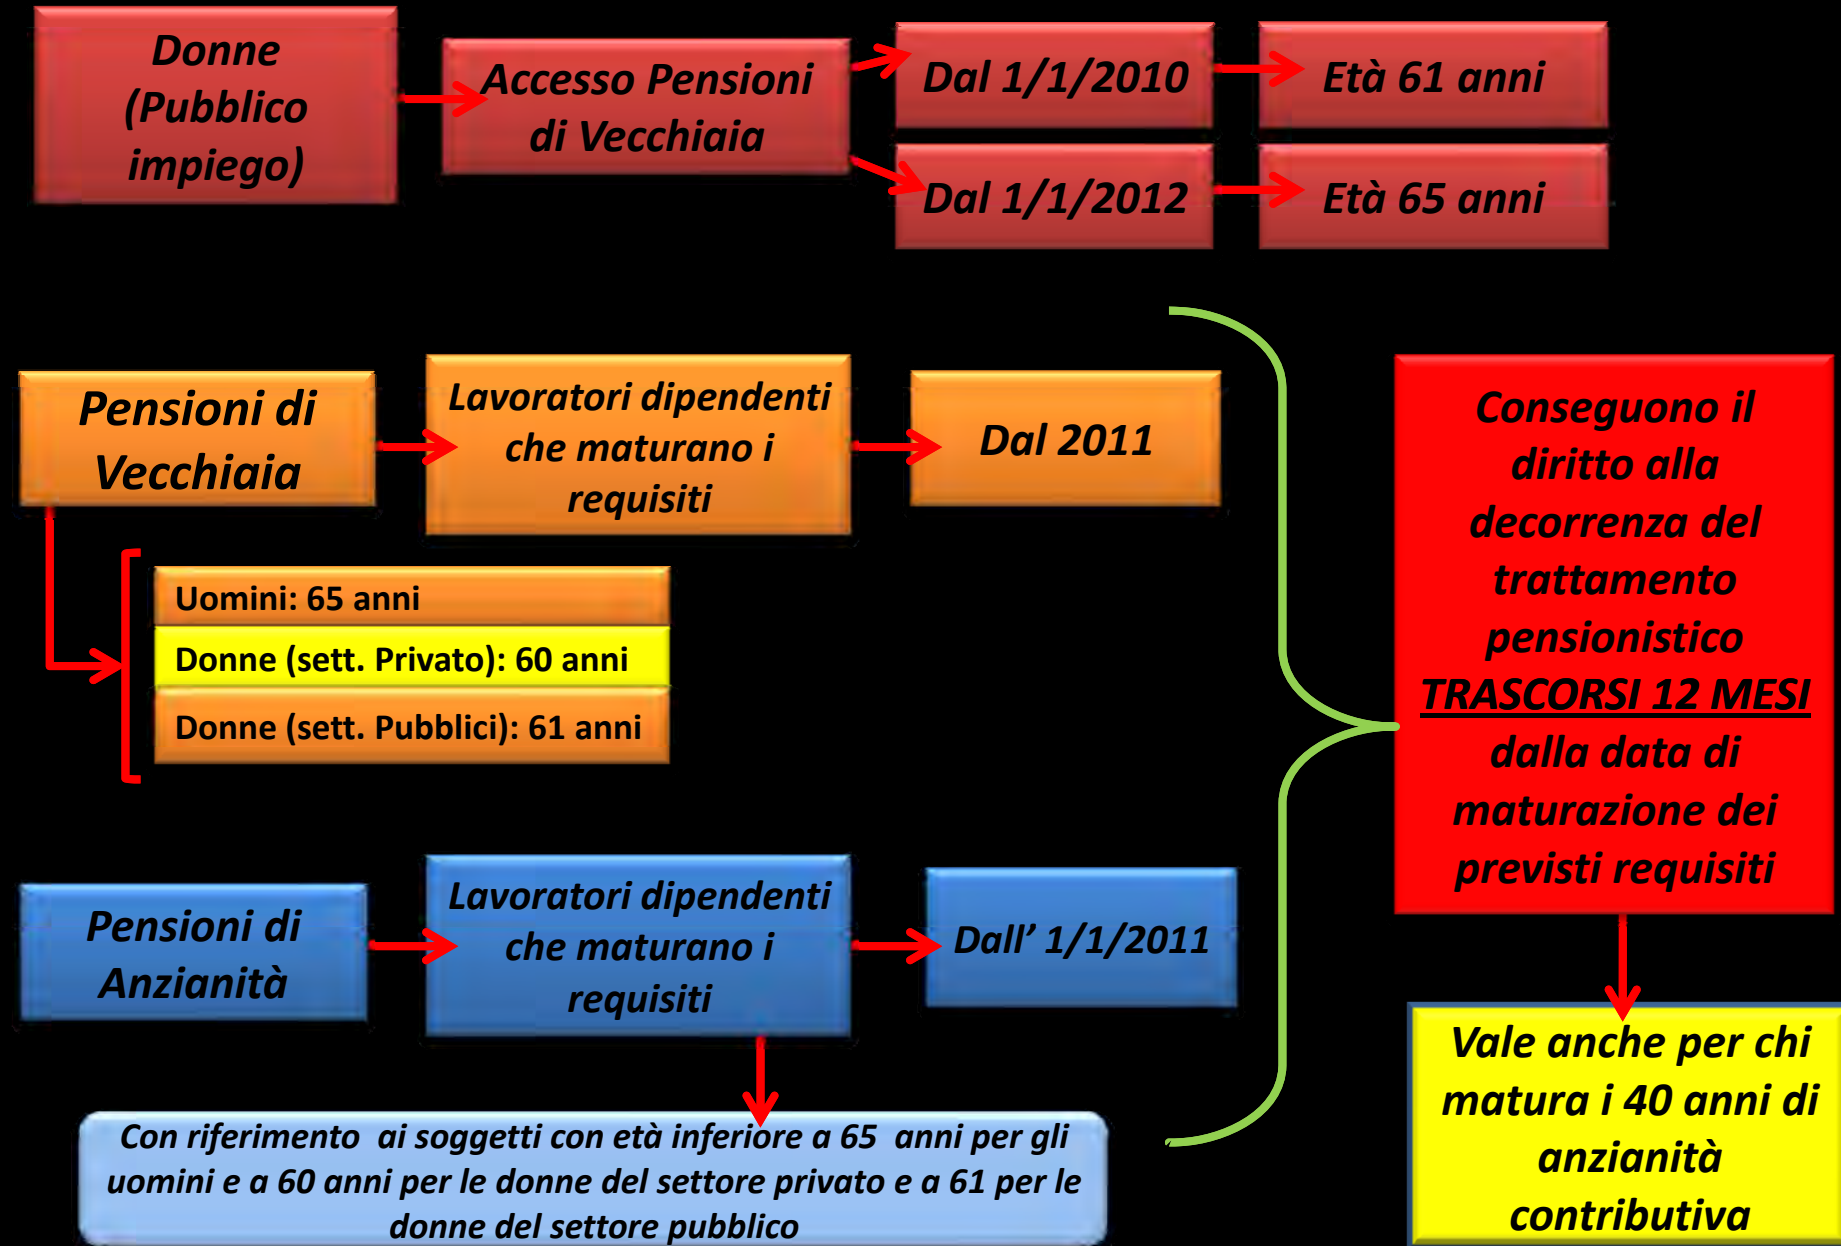 Donne
(Pubblico
impiego)
Accesso Pensioni
di Vecchiaia
Dal 1/1/2010
Età 61 anni
Dal 1/1/2012
Età 65 anni
Pensioni di
Vecchiaia
Lavoratori dipendenti
che maturano i
requisiti
Dal 2011
Uomini: 65 anni
Donne (sett. Privato): 60 anni
Donne (sett. Pubblici): 61 anni
Pensioni di
Anzianità
Lavoratori dipendenti
che maturano i
requisiti
Dall' 1/1/2011
Con riferimento ai soggetti con età inferiore a 65 anni per gli
uomini e a 60 anni per le donne del settore privato e a 61 per le
donne del settore pubblico
Conseguono il
diritto alla
decorrenza del
trattamento
pensionistico
TRASCORSI 12 MESI
dalla data di
maturazione dei
previsti requisiti
Vale anche per chi
matura i 40 anni di
anzianità
contributiva